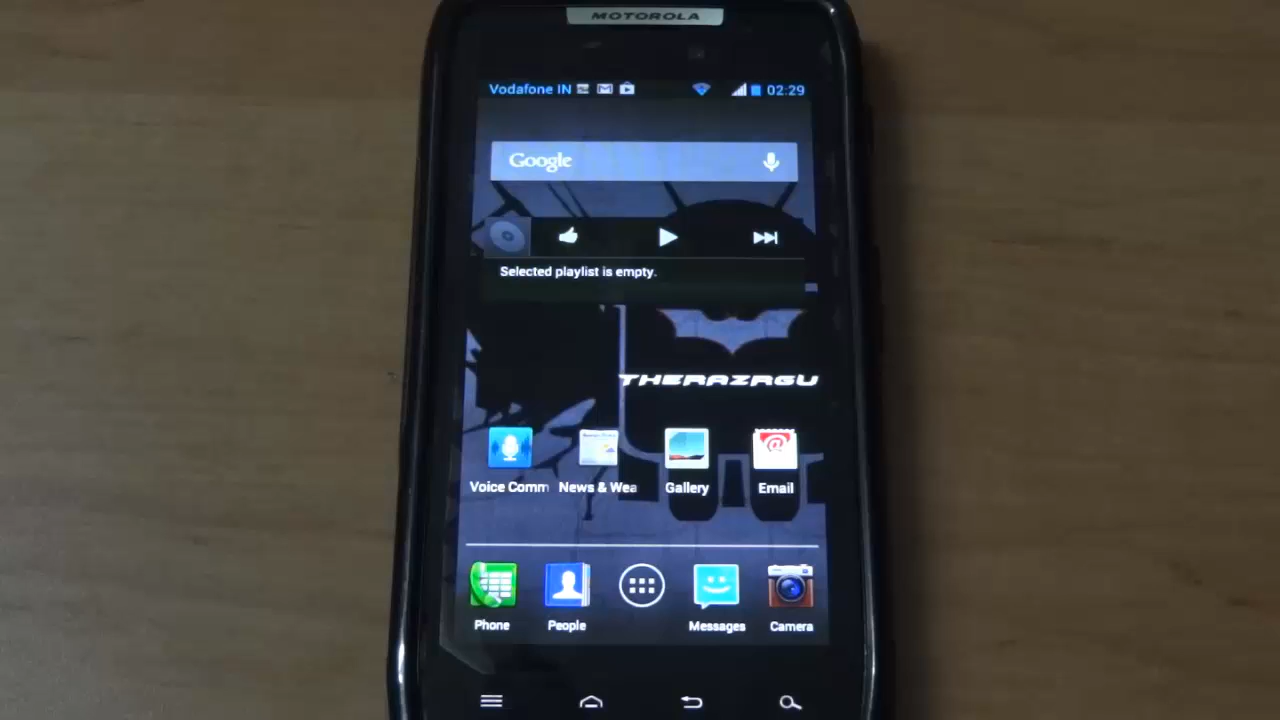 MOTOROLA
Vodafone IN 02:29
Google
Selected playlist is empty.
THERAZRGU
Voice Comm News & Wea Gallery Email
Phone People Messages Camera